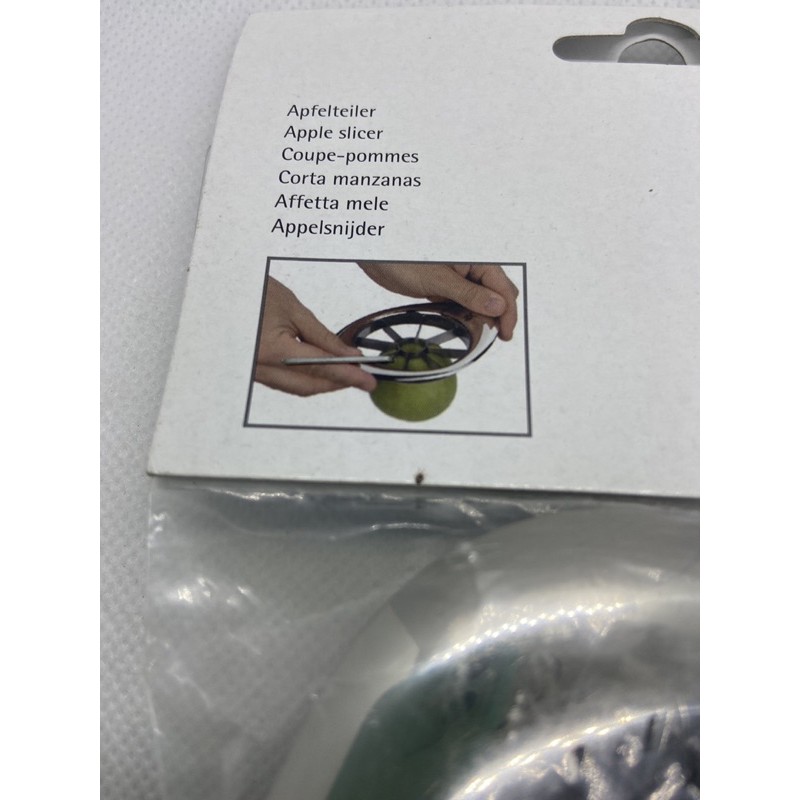 Apfelteiler
Apple slicer
Coupe-pommes
Corta manzanas
Affetta mele
Appelsnijder